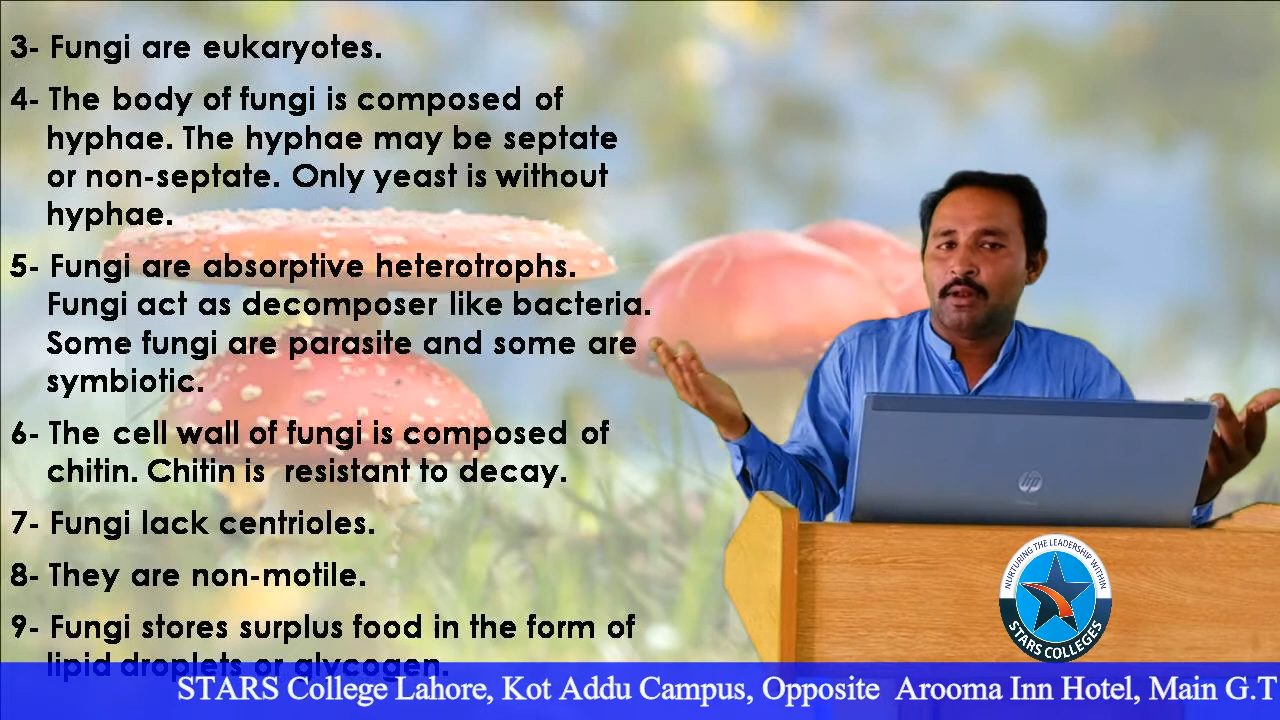 3- Fungi are eukaryotes.
4- The body of fungi is composed of
hyphae. The hyphae may be septate
or non-septate. Only yeast is without
hyphae.
5- Fungi are absorptive heterotrophs.
Fungi act as decomposer like bacteria.
Some fungi are parasite and some are
symbiotic.
6- The cell wall of fungi is composed of
chitin. Chitin is resistant to decay.
7- Fungi lack centrioles.
8- They are non-motile.
9- Fungi stores surplus food in the form of
lipid droplets or glycogen.
hp
NURTURING THE LEADERSHIP WITHIN
STARS COLLEGES
STARS College Lahore, Kot Addu Campus, Opposite Arooma Inn Hotel, Main G.T